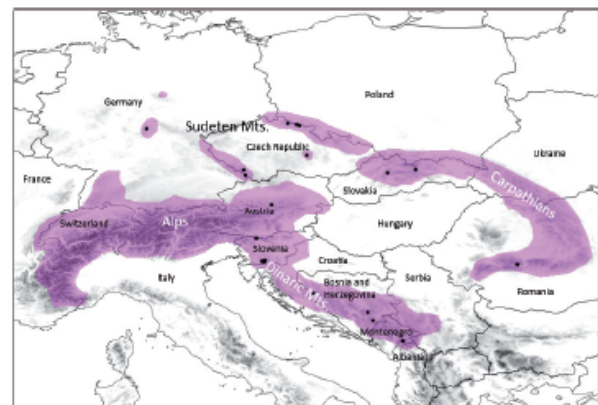 Germany
Poland
Sudeten Mts.
Czech Republic
Ukraine
France
Slovakia
Carpathians
Switzerland
Alps
Austria
Hungary
Slovenia
Croatia
Italy
Dinaric Mts.
Bosnia and
Herzegovina
Serbia
Romania
Montenegro
Albania